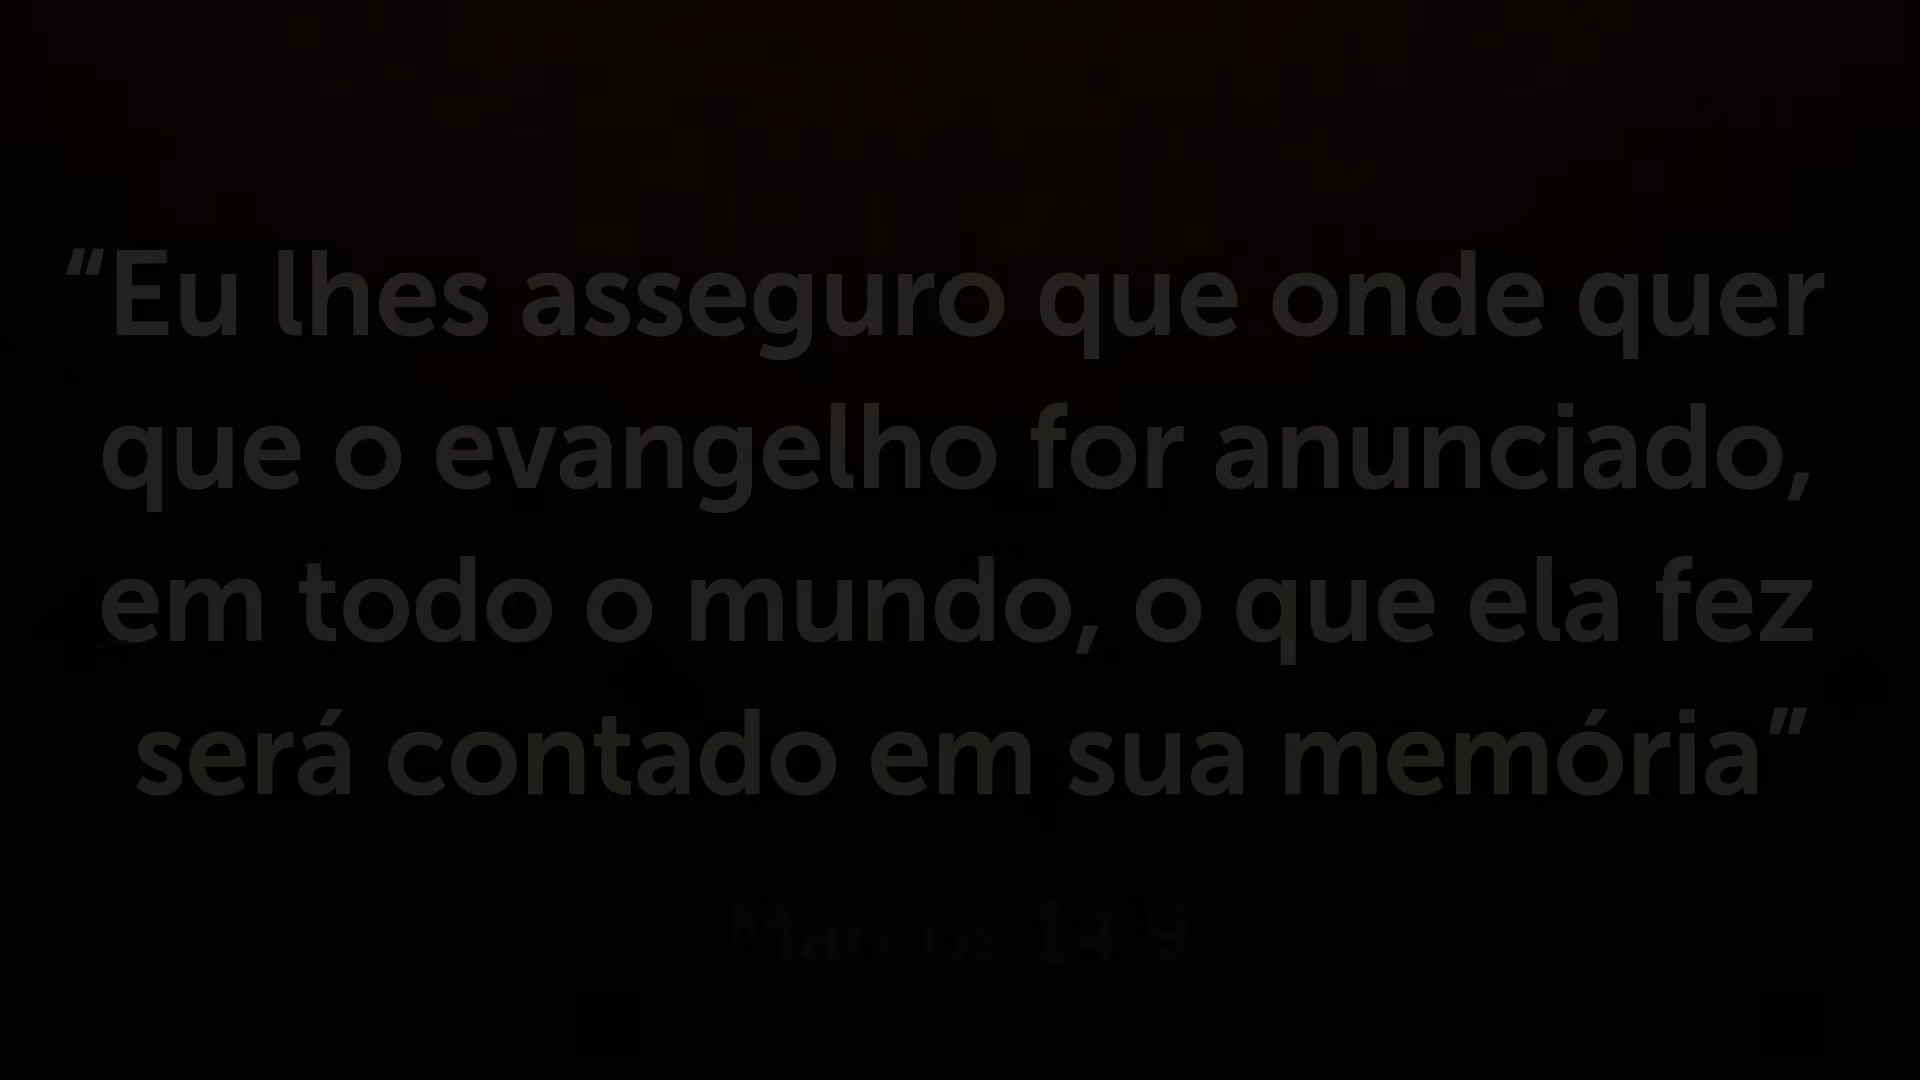 “Eu lhes asseguro que onde quer
que o evangelho for anunciado,
em todo o mundo, o que ela fez
será contado em sua memória”
Marcos 14:9